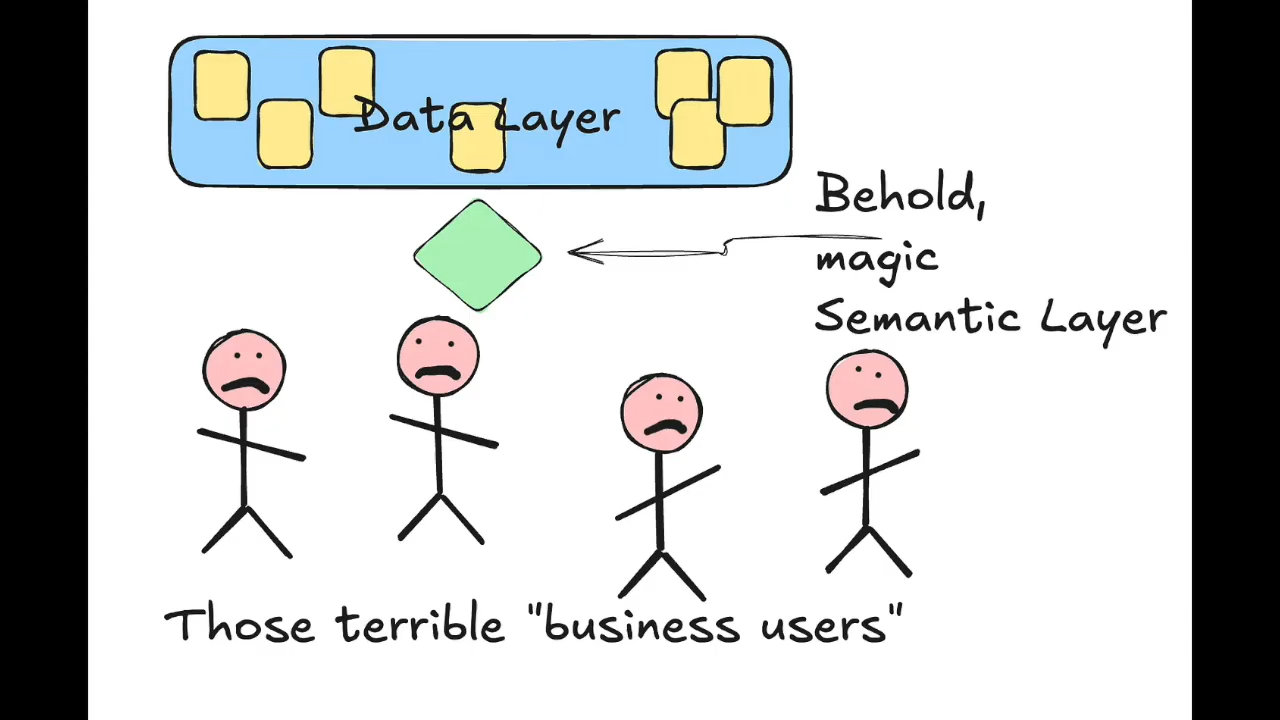 Data Layer
Behold,
magic
Semantic Layer
Those terrible "business users"